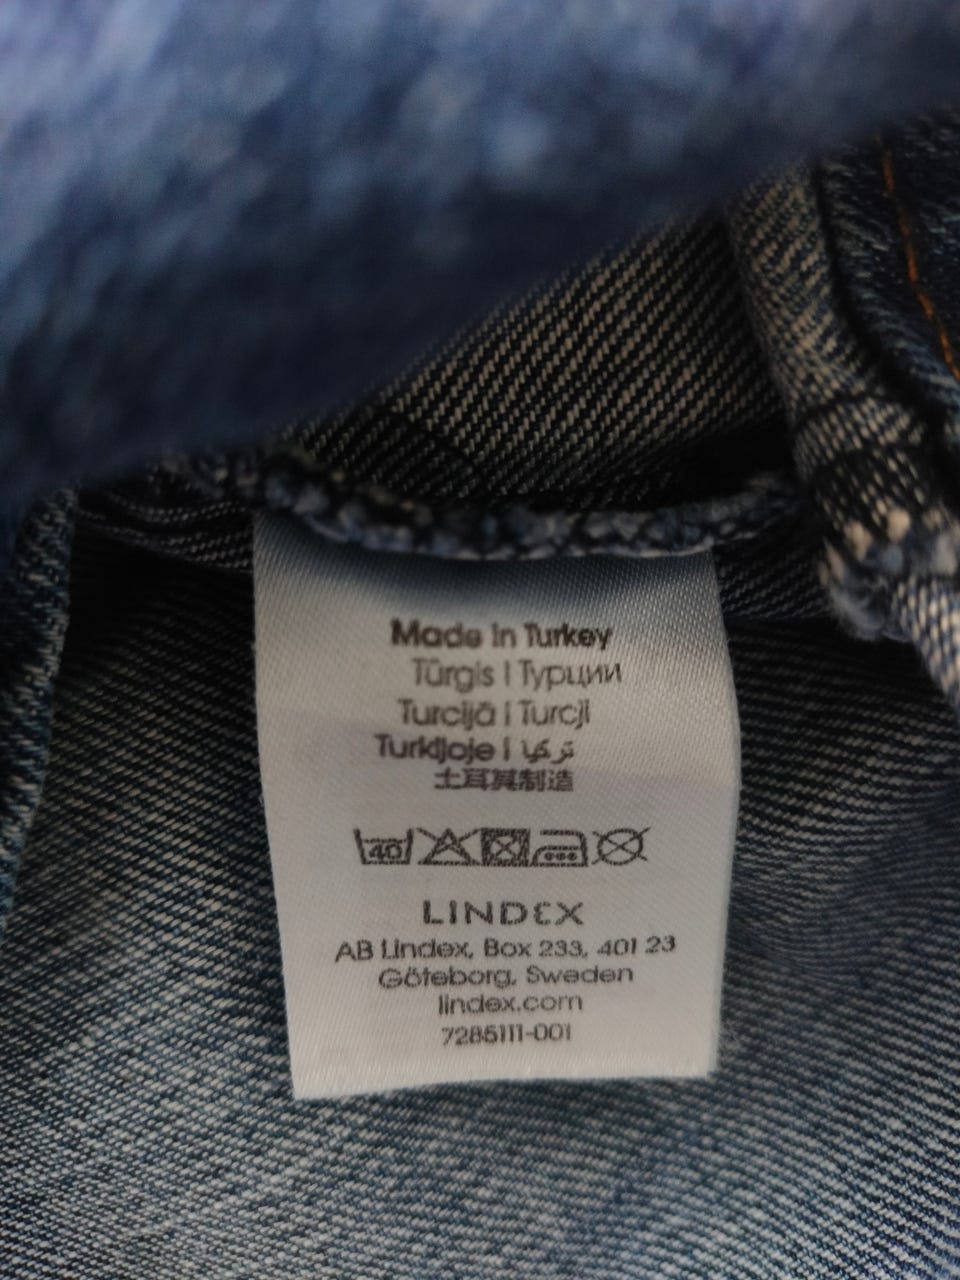 Made in Turkey
Türgis | Турции
Turcijā | Turcji
Turkijoje | تركيا
土耳其制造
40
LINDEX
AB Lindex, Box 233, 401 23
Göteborg, Sweden
lindex.com
7285111-001